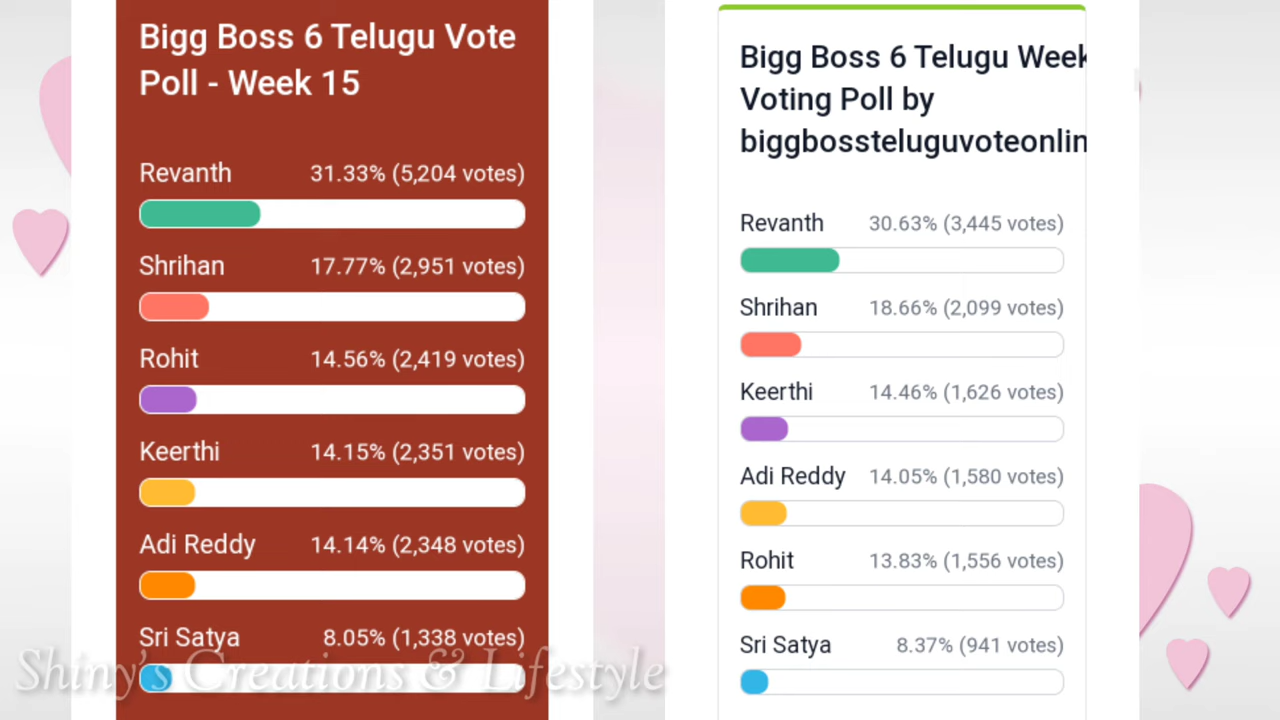 Bigg Boss 6 Telugu Vote
Poll - Week 15
Revanth 31.33% (5,204 votes)
Shrihan 17.77% (2,951 votes)
Rohit 14.56% (2,419 votes)
Keerthi 14.15% (2,351 votes)
Adi Reddy 14.14% (2,348 votes)
Sri Satya 8.05% (1,338 votes)
Shiny's Creations & Lifestyle
Bigg Boss 6 Telugu Week
Voting Poll by
biggbossteluguvoteonlin
Revanth 30.63% (3,445 votes)
Shrihan 18.66% (2,099 votes)
Keerthi 14.46% (1,626 votes)
Adi Reddy 14.05% (1,580 votes)
Rohit 13.83% (1,556 votes)
Sri Satya 8.37% (941 votes)